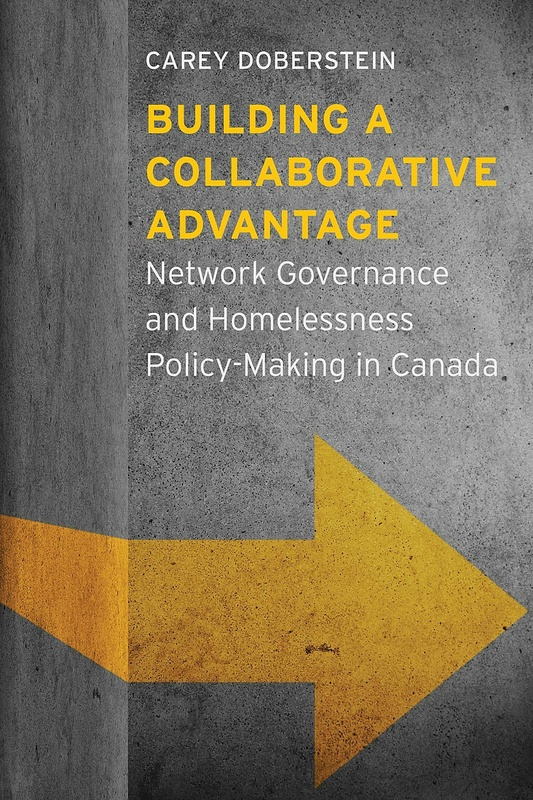 CAREY DOBERSTEIN
BUILDING A
COLLABORATIVE
ADVANTAGE
Network Governance
and Homelessness
Policy-Making in Canada